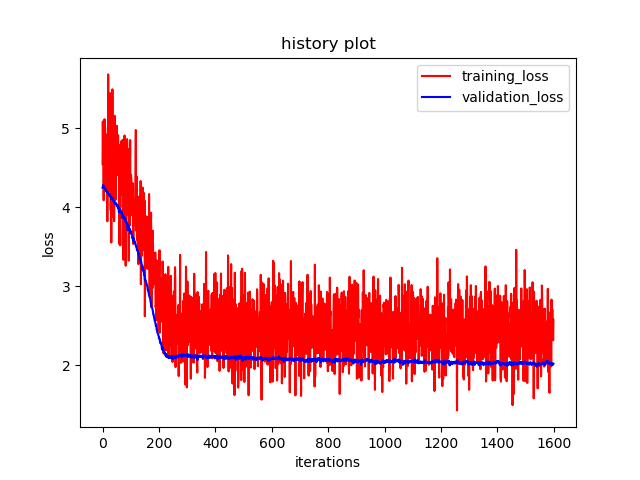 history plot
training_loss
validation_loss
loss
5
4
3
2
0 200 400 600 800 1000 1200 1400 1600
iterations